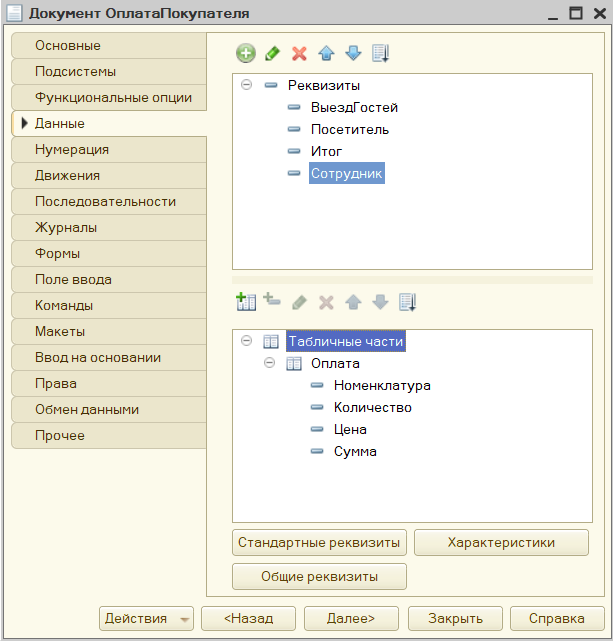 Документ ОплатаПокупателя
Основные
Подсистемы
Функциональные опции
Данные
Нумерация
Движения
Последовательности
Журналы
Формы
Поле ввода
Команды
Макеты
Ввод на основании
Права
Обмен данными
Прочее
Реквизиты
ВыездГостей
Посетитель
Итог
Сотрудник
Табличные части
Оплата
Номенклатура
Количество
Цена
Сумма
Стандартные реквизиты
Характеристики
Общие реквизиты
Действия
<Назад
Далее>
Закрыть
Справка